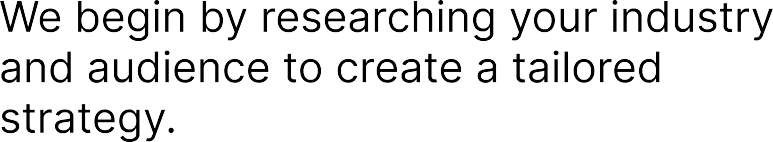 We begin by researching your industry
and audience to create a tailored
strategy.